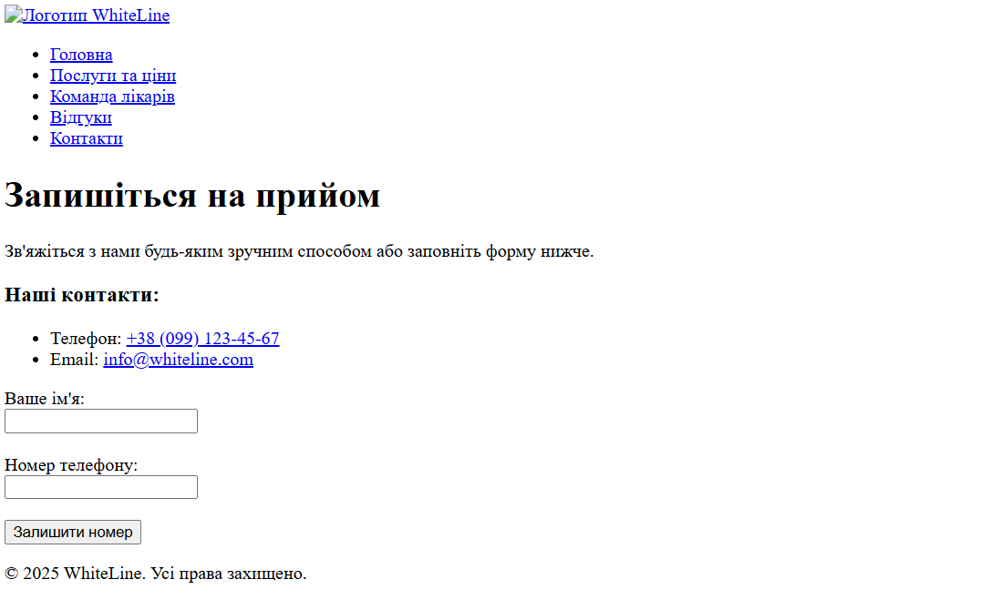 Логотип WhiteLine
Головна
Послуги та ціни
Команда лікарів
Відгуки
Контакти
Запишіться на прийом
Зв'яжіться з нами будь-яким зручним способом або заповніть форму нижче.
Наші контакти:
Телефон: +38 (099) 123-45-67
Email: info@whiteline.com
Ваше ім'я:
Номер телефону:
Залишити номер
© 2025 WhiteLine. Усі права захищено.